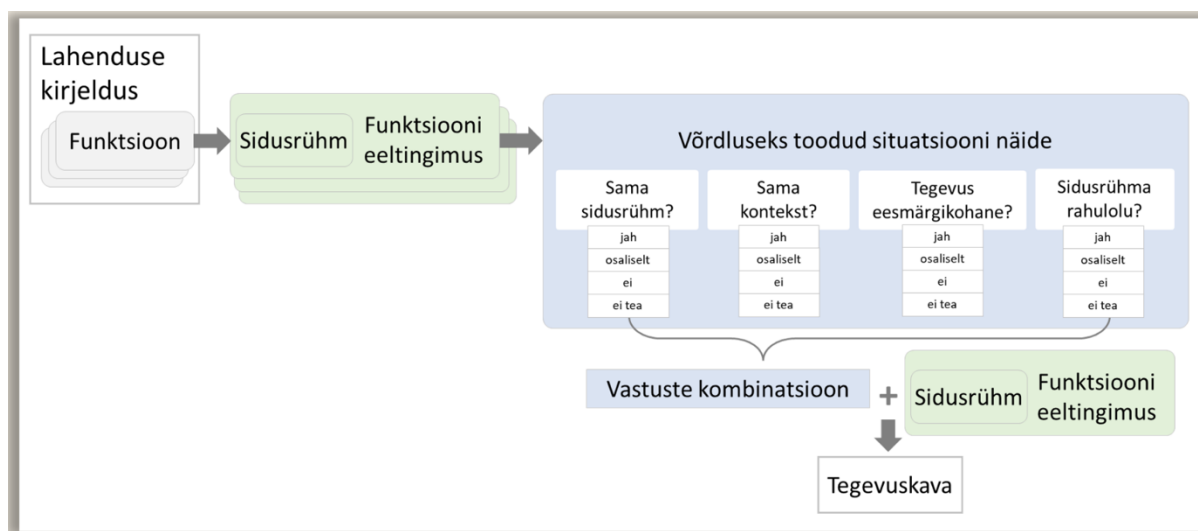 Lahenduse
kirjeldus
Funktsioon
Sidusrühm
Funktsiooni
eeltingimus
Võrdluseks toodud situatsiooni näide
Sama
sidusrühm?
jah
osaliselt
ei
ei tea
Sama
kontekst?
jah
osaliselt
ei
ei tea
Tegevus
eesmärgikohane?
jah
osaliselt
ei
ei tea
Sidusrühma
rahulolu?
jah
osaliselt
ei
ei tea
Vastuste kombinatsioon
+
Sidusrühm
Funktsiooni
eeltingimus
Tegevuskava